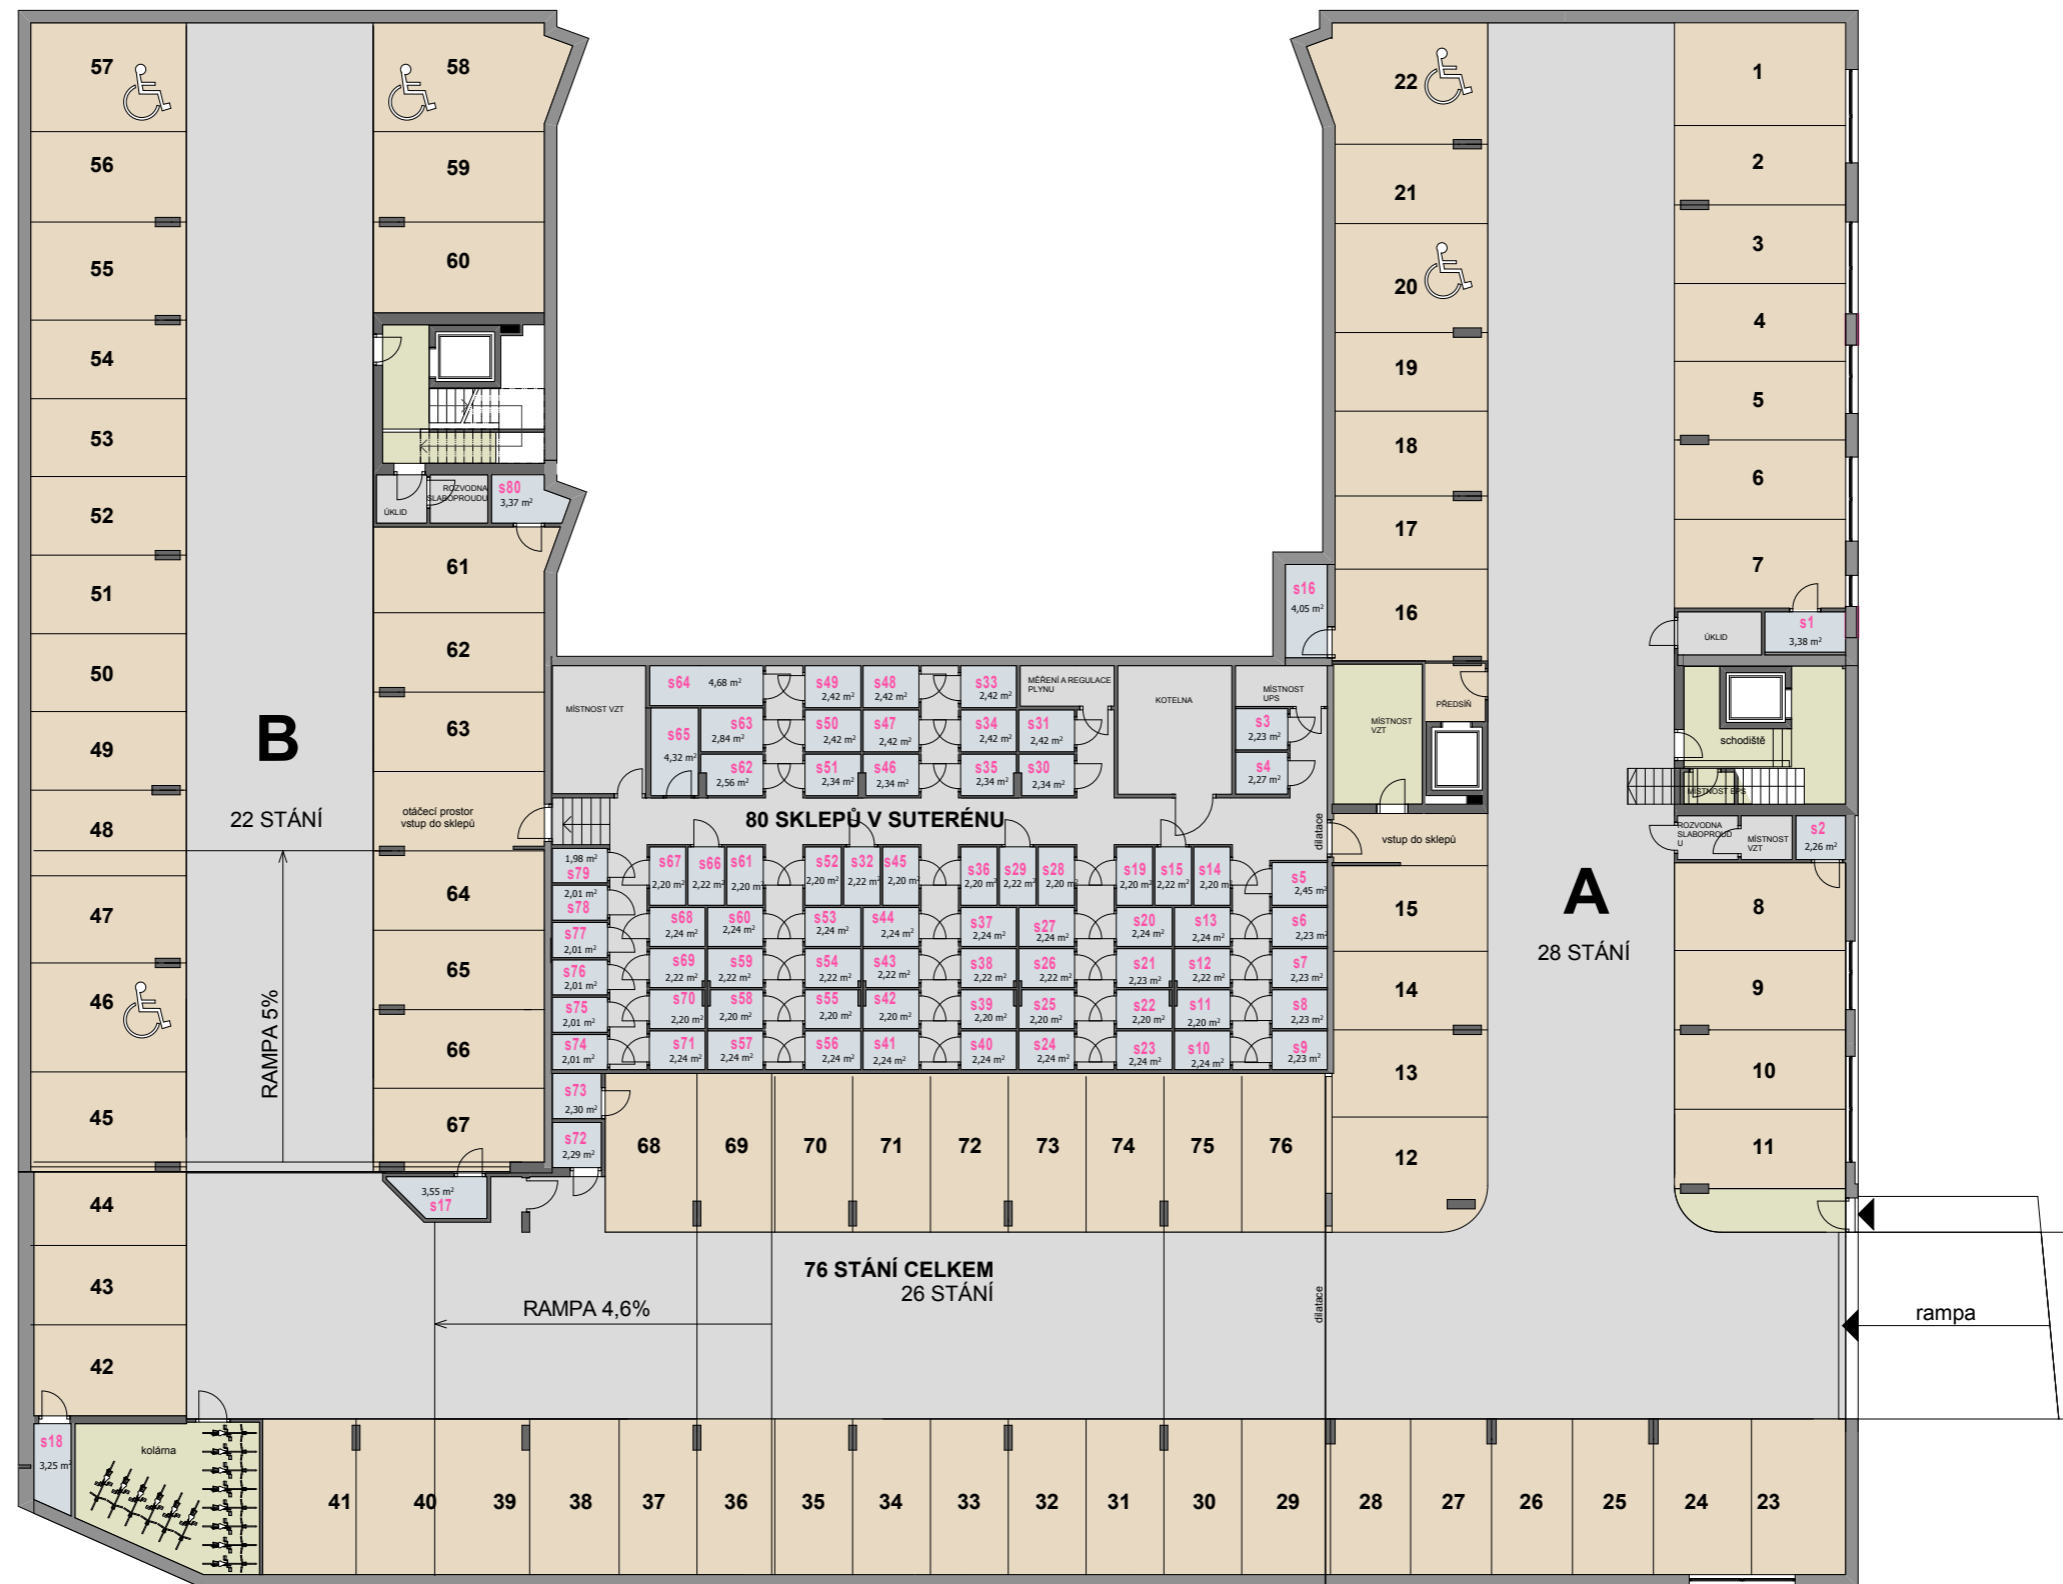 57
58
22
1
56
59
21
2
55
60
20
3
54
19
4
53
18
5
52
17
6
51
61
16
7
50
62
49
63
48
47
64
15
8
46
65
14
9
45
66
13
10
44
67
12
11
43
42
B
22 STÁNÍ
RAMPA 5%
otáčecí prostor
vstup do sklepů
ÚKLID
ROZVODNA
SLABOPROUDU
s80
3,37 m²
s16
4,05 m²
ÚKLID
s1
3,38 m²
MÍSTNOST VZT
s64 4,68 m²
s49
2,42 m²
s48
2,42 m²
s33
2,42 m²
MĚŘENÍ A REGULACE
PLYNU
KOTELNA
MÍSTNOST
UPS
s65
4,32 m²
s63
2,84 m²
s50
2,42 m²
s47
2,42 m²
s34
2,42 m²
s31
2,42 m²
s3
2,23 m²
s62
2,56 m²
s51
2,34 m²
s46
2,34 m²
s35
2,34 m²
s30
2,34 m²
s4
2,27 m²
MÍSTNOST
VZT
PŘEDSÍŇ
schodiště
MÍSTNOST EPS
ROZVODNA
SLABOPROUD
U
MÍSTNOST
VZT
s2
2,26 m²
80 SKLEPŮ V SUTERÉNU
dilatace
vstup do sklepů
A
28 STÁNÍ
1,98 m²
s79
s67
2,20 m²
s66
2,22 m²
s61
2,20 m²
s52
2,20 m²
s32
2,22 m²
s45
2,20 m²
s36
2,20 m²
s29
2,22 m²
s28
2,20 m²
s19
2,20 m²
s15
2,22 m²
s14
2,20 m²
s5
2,45 m²
2,01 m²
s78
s68
2,24 m²
s60
2,24 m²
s53
2,24 m²
s44
2,24 m²
s37
2,24 m²
s27
2,24 m²
s20
2,24 m²
s13
2,24 m²
s6
2,23 m²
s77
2,01 m²
s69
2,22 m²
s59
2,22 m²
s54
2,22 m²
s43
2,22 m²
s38
2,22 m²
s26
2,22 m²
s21
2,23 m²
s12
2,22 m²
s7
2,23 m²
s76
2,01 m²
s70
2,20 m²
s58
2,20 m²
s55
2,20 m²
s42
2,20 m²
s39
2,20 m²
s25
2,20 m²
s22
2,20 m²
s11
2,20 m²
s8
2,23 m²
s75
2,01 m²
s74
2,01 m²
s71
2,24 m²
s57
2,24 m²
s56
2,24 m²
s41
2,24 m²
s40
2,24 m²
s24
2,24 m²
s23
2,24 m²
s10
2,24 m²
s9
2,23 m²
s73
2,30 m²
s72
2,29 m²
68
69
70
71
72
73
74
75
76
3,55 m²
s17
76 STÁNÍ CELKEM
26 STÁNÍ
RAMPA 4,6%
dilatace
rampa
s18
3,25 m²
kolárna
41
40
39
38
37
36
35
34
33
32
31
30
29
28
27
26
25
24
23